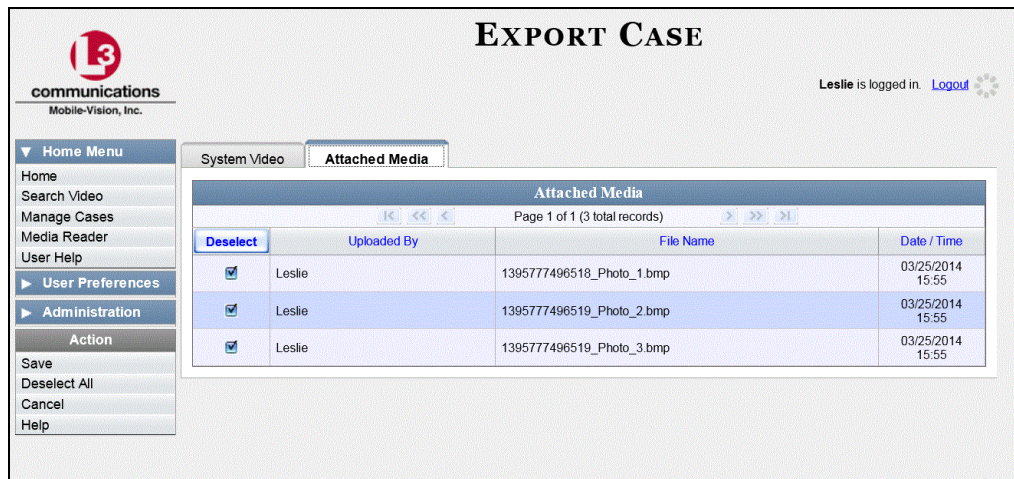 EXPORT CASE
L3
communications
Mobile-Vision, Inc.
Leslie is logged in. Logout
Home Menu
Home
Search Video
Manage Cases
Media Reader
User Help
User Preferences
Administration
Action
Save
Deselect All
Cancel
Help
System Video
Attached Media
Attached Media
|< << < Page 1 of 1 (3 total records) > >> >|
Deselect Uploaded By File Name Date / Time
Leslie 1395777496518_Photo_1.bmp 03/25/2014 15:55
Leslie 1395777496519_Photo_2.bmp 03/25/2014 15:55
Leslie 1395777496519_Photo_3.bmp 03/25/2014 15:55